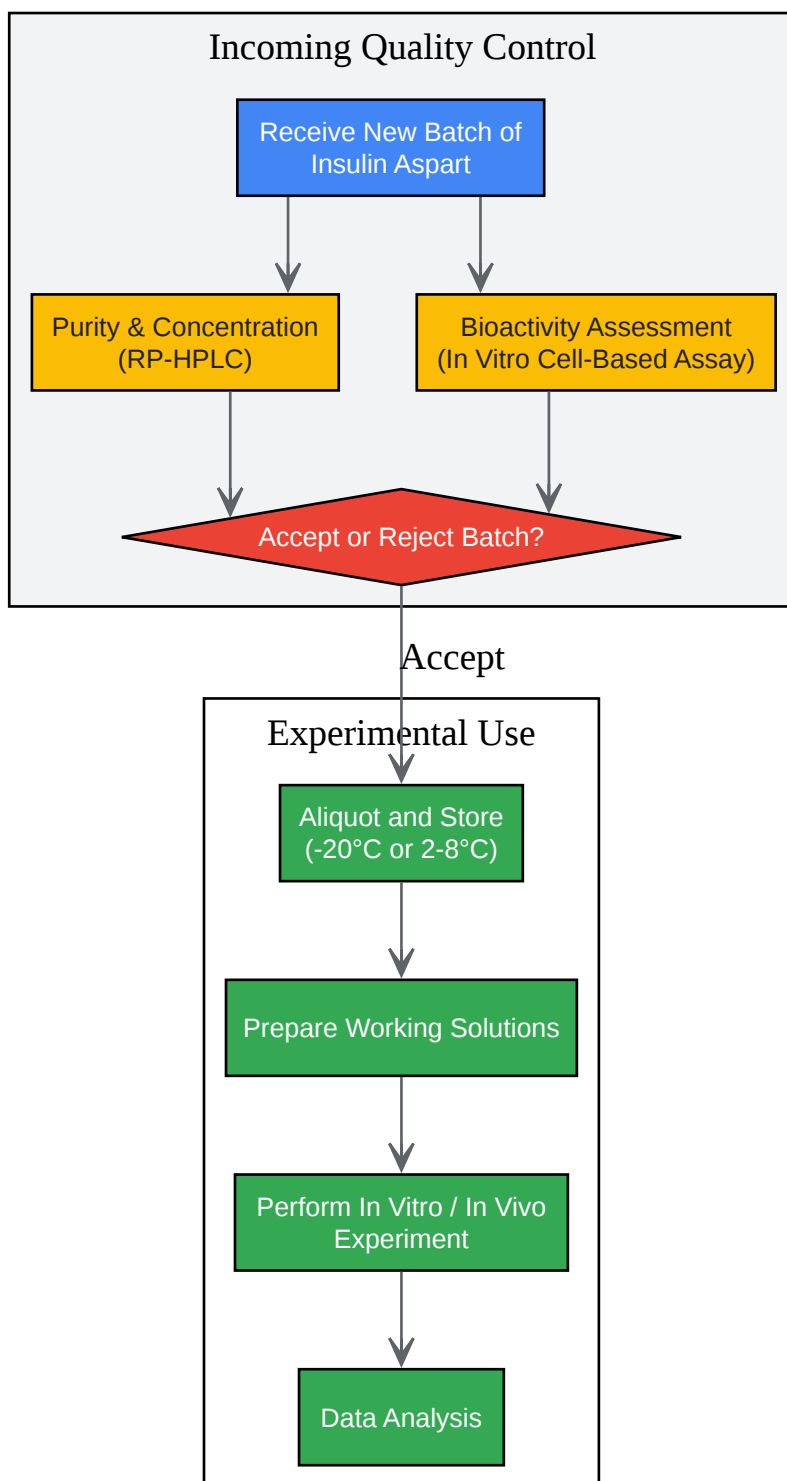 Incoming Quality Control
Receive New Batch of
Insulin Aspart
Purity & Concentration
(RP-HPLC)
Bioactivity Assessment
(In Vitro Cell-Based Assay)
Accept or Reject Batch?
Accept
Experimental Use
Aliquot and Store
(-20°C or 2-8°C)
Prepare Working Solutions
Perform In Vitro / In Vivo
Experiment
Data Analysis